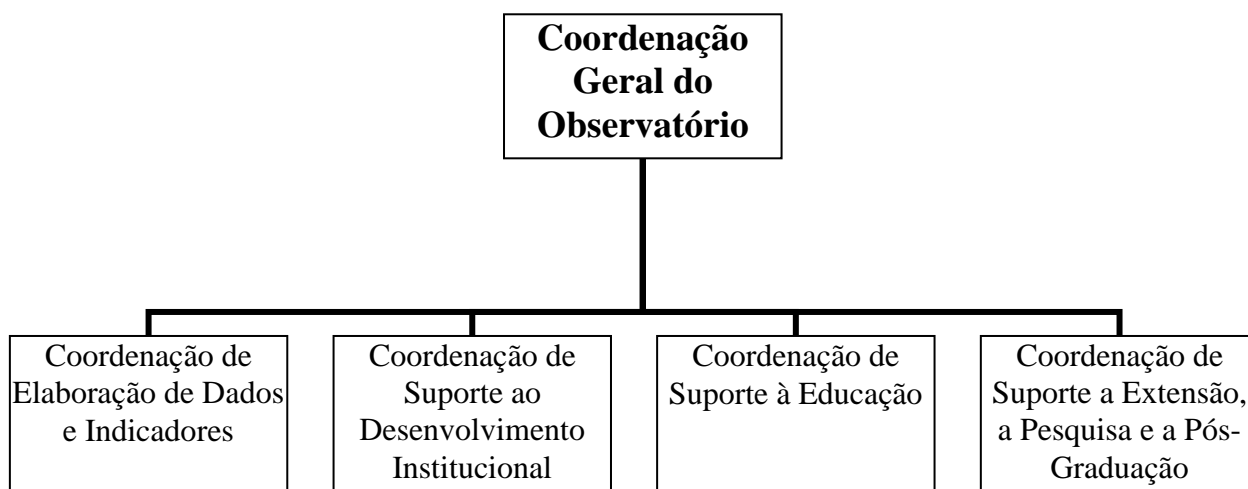 Coordenação
Geral do
Observatório
Coordenação de
Elaboração de Dados
e Indicadores
Coordenação de
Suporte ao
Desenvolvimento
Institucional
Coordenação de
Suporte à Educação
Coordenação de
Suporte a Extensão,
a Pesquisa e a Pós-
Graduação